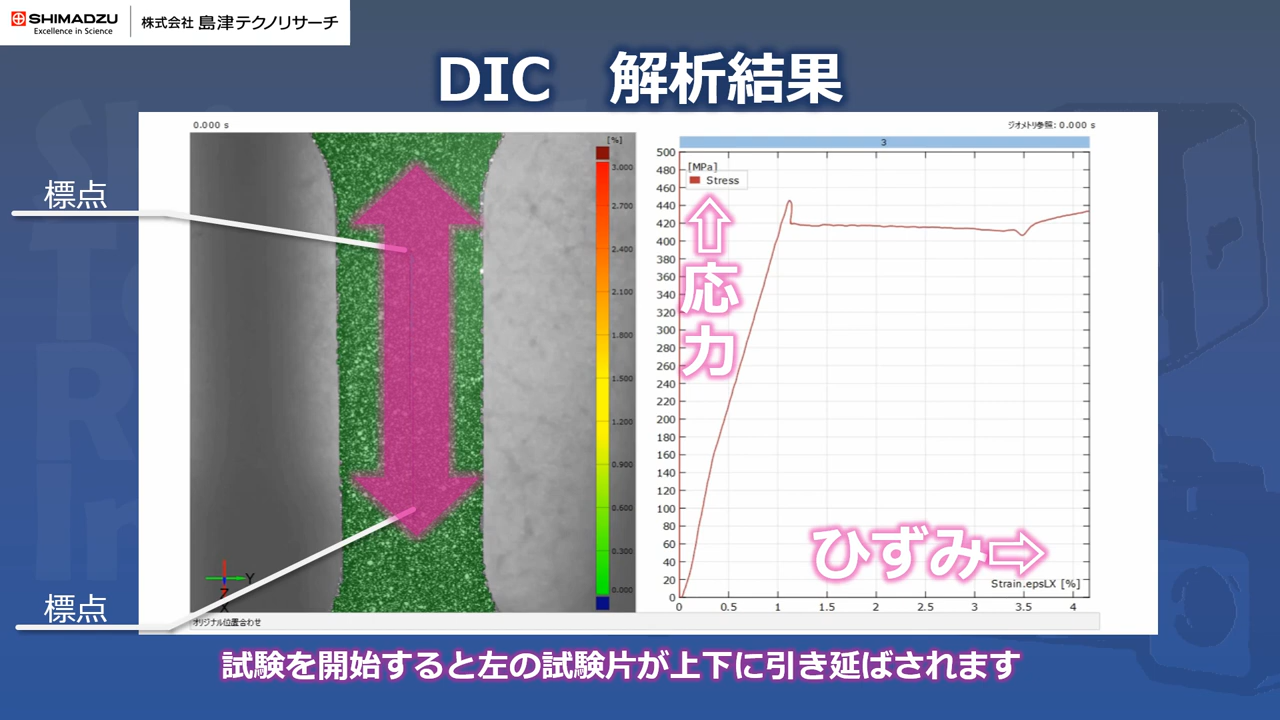 SHIMADZU
Excellence in Science
株式会社 島津テクノリサーチ
DIC 解析結果
0.000 s
[%]
3.000
2.700
2.400
2.100
1.800
1.500
1.200
0.900
0.600
0.300
0.000
標点
標点
Y
Z
X
オリジナル位置合わせ
ジオメトリ参照: 0.000 s
3
[MPa]
Stress
500
480
460
440
420
400
380
360
340
320
300
280
260
240
220
200
180
160
140
120
100
80
60
40
20
0
⇧応力
ひずみ⇨
Strain.epsLX [%]
0 0.5 1 1.5 2 2.5 3 3.5 4
試験を開始すると左の試験片が上下に引き延ばされます